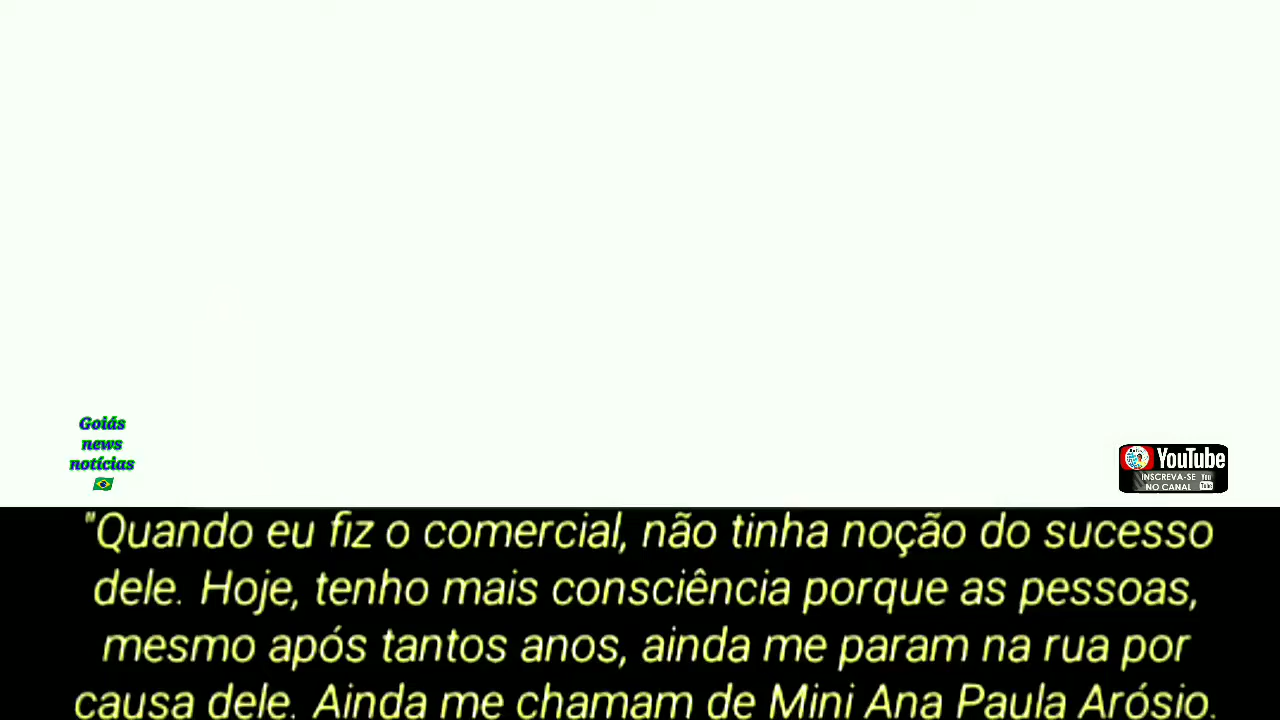 Goiás
news
notícias
YouTube
INSCREVA-SE
NO CANAL
You
Tube
"Quando eu fiz o comercial, não tinha noção do sucesso
dele. Hoje, tenho mais consciência porque as pessoas,
mesmo após tantos anos, ainda me param na rua por
causa dele. Ainda me chamam de Mini Ana Paula Arósio.